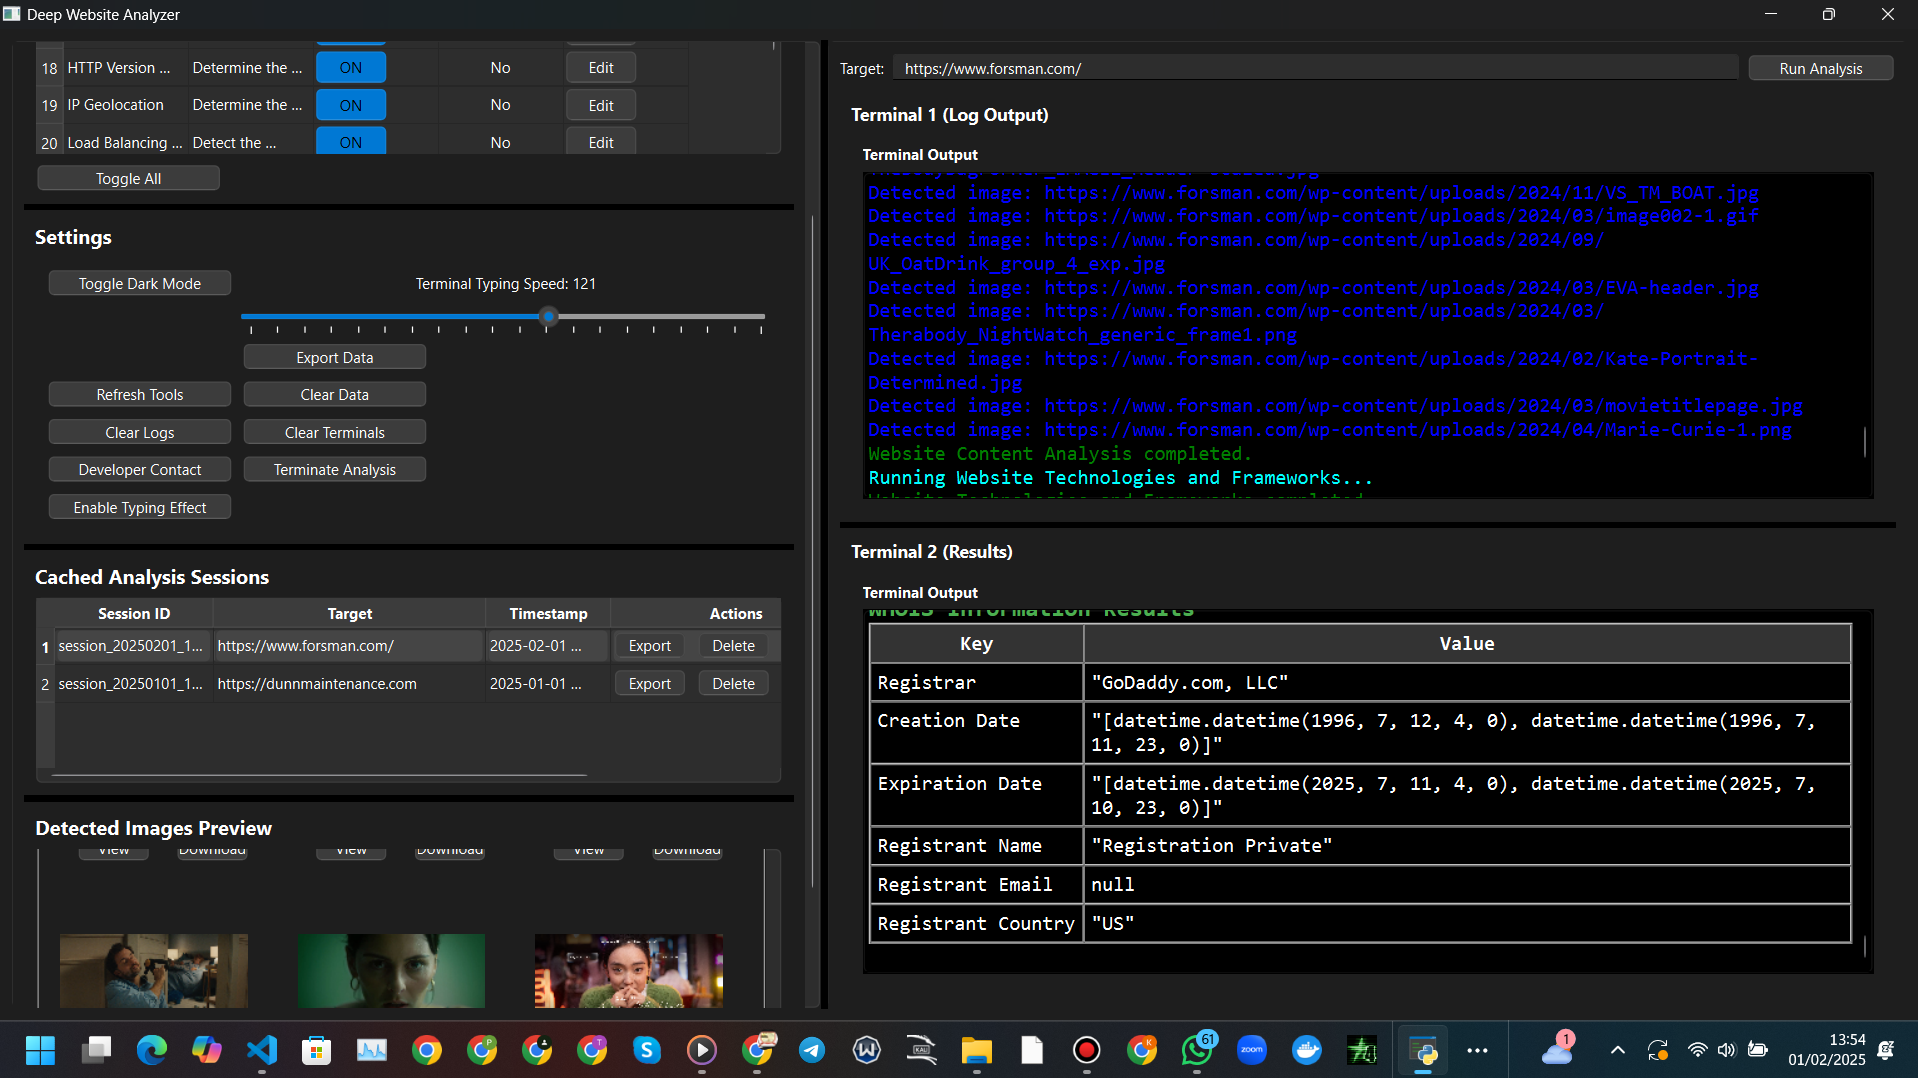 Deep Website Analyzer
18 HTTP Version ... Determine the ... ON No Edit
19 IP Geolocation Determine the ... ON No Edit
20 Load Balancing ... Detect the ... ON No Edit
Toggle All
Settings
Toggle Dark Mode
Terminal Typing Speed: 121
Export Data
Refresh Tools
Clear Data
Clear Logs
Clear Terminals
Developer Contact
Terminate Analysis
Enable Typing Effect
Cached Analysis Sessions
Session ID Target Timestamp Actions
1 session_20250201_1... https://www.forsman.com/ 2025-02-01 ... Export Delete
2 session_20250101_1... https://dunnmaintenance.com 2025-01-01 ... Export Delete
Detected Images Preview
View Download View Download View Download
Target: https://www.forsman.com/ Run Analysis
Terminal 1 (Log Output)
Terminal Output
Detected image: https://www.forsman.com/wp-content/uploads/2024/11/VS_TM_BOAT.jpg
Detected image: https://www.forsman.com/wp-content/uploads/2024/03/image002-1.gif
Detected image: https://www.forsman.com/wp-content/uploads/2024/09/
UK_OatDrink_group_4_exp.jpg
Detected image: https://www.forsman.com/wp-content/uploads/2024/03/EVA-header.jpg
Detected image: https://www.forsman.com/wp-content/uploads/2024/03/
Therabody_NightWatch_generic_frame1.png
Detected image: https://www.forsman.com/wp-content/uploads/2024/02/Kate-Portrait-
Determined.jpg
Detected image: https://www.forsman.com/wp-content/uploads/2024/03/movietitlepage.jpg
Detected image: https://www.forsman.com/wp-content/uploads/2024/04/Marie-Curie-1.png
Website Content Analysis completed.
Running Website Technologies and Frameworks...
Website Technologies and Frameworks completed.
Terminal 2 (Results)
Terminal Output
WHOIS Information Results
Key Value
Registrar "GoDaddy.com, LLC"
Creation Date "[datetime.datetime(1996, 7, 12, 4, 0), datetime.datetime(1996, 7,
11, 23, 0)]"
Expiration Date "[datetime.datetime(2025, 7, 11, 4, 0), datetime.datetime(2025, 7,
10, 23, 0)]"
Registrant Name "Registration Private"
Registrant Email null
Registrant Country "US"
61
zoom
1
13:54
01/02/2025